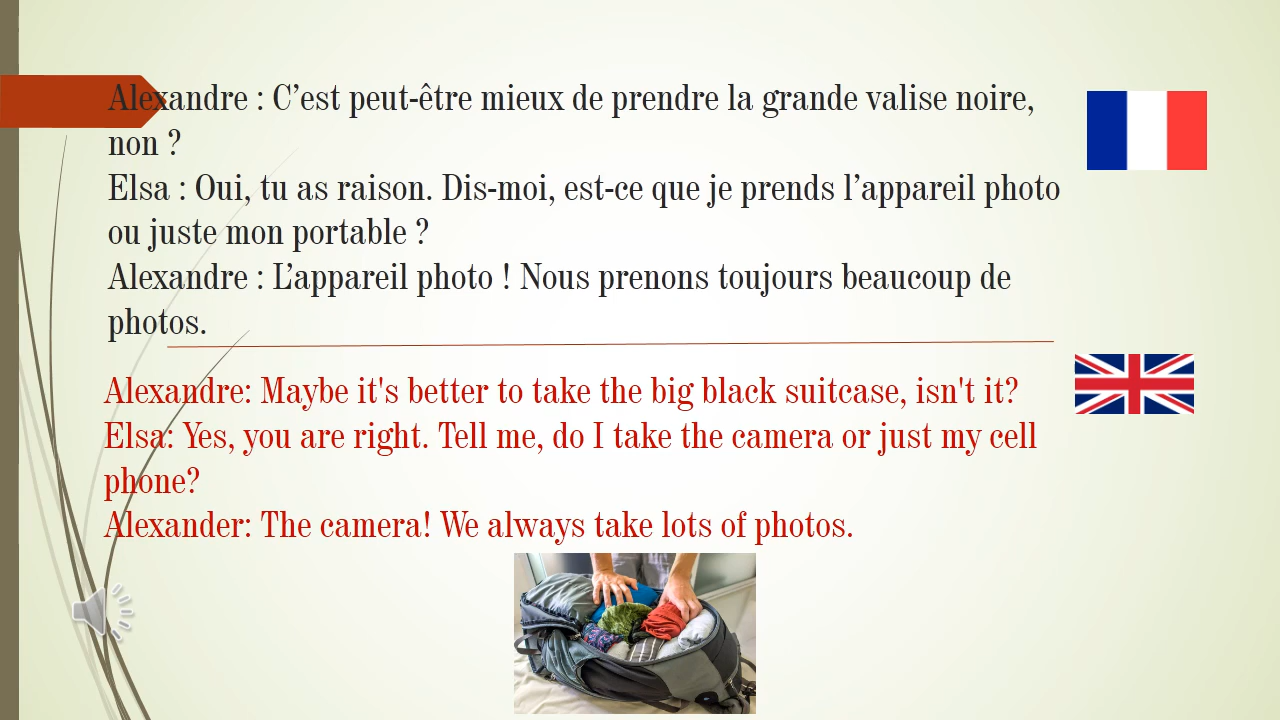 Alexandre : C’est peut-être mieux de prendre la grande valise noire,
non ?
Elsa : Oui, tu as raison. Dis-moi, est-ce que je prends l’appareil photo
ou juste mon portable ?
Alexandre : L’appareil photo ! Nous prenons toujours beaucoup de
photos.
Alexandre: Maybe it's better to take the big black suitcase, isn't it?
Elsa: Yes, you are right. Tell me, do I take the camera or just my cell
phone?
Alexander: The camera! We always take lots of photos.